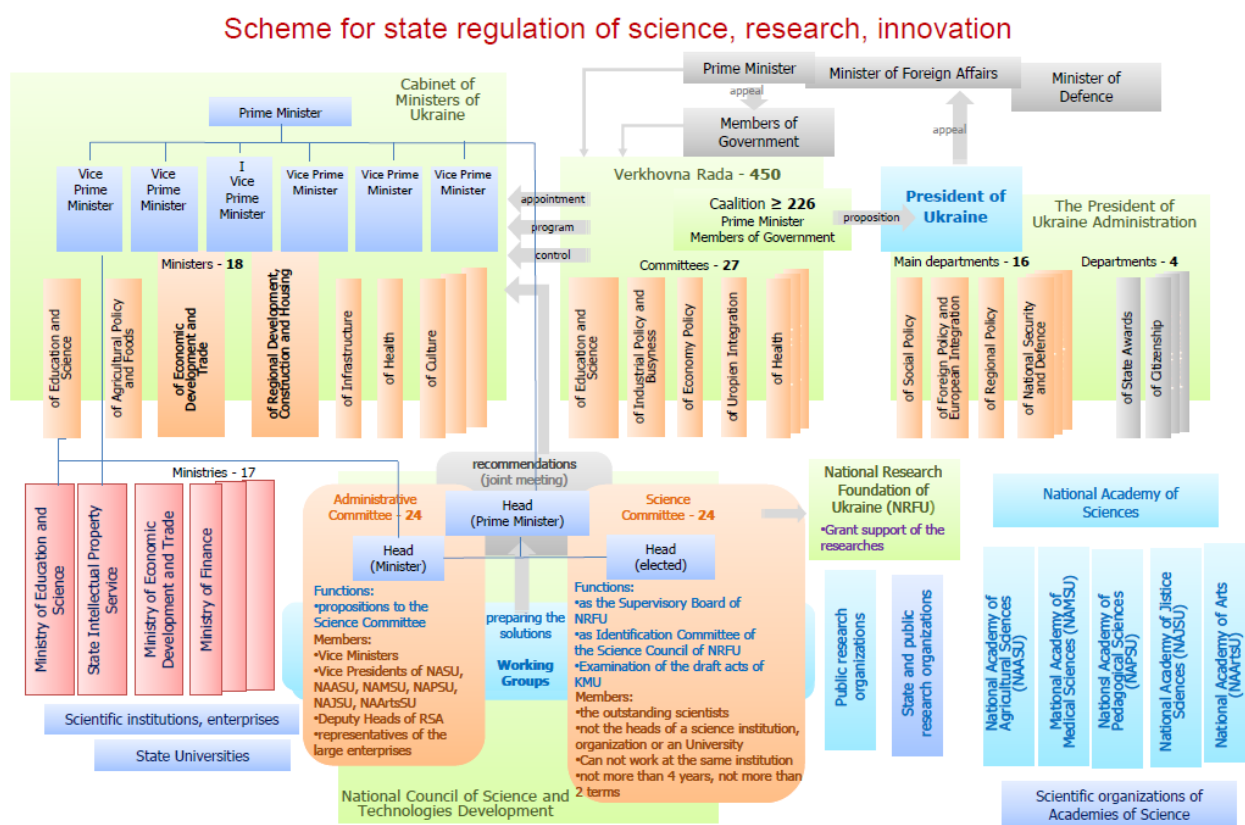 Scheme for state regulation of science, research, innovation
Cabinet of
Ministers of
Ukraine
Prime Minister
Vice
Prime
Minister
Vice
Prime
Minister
I
Vice
Prime
Minister
Vice Prime
Minister
Vice Prime
Minister
Vice Prime
Minister
Ministers - 18
of Education and
Science
of Agricultural Policy
and Foods
of Economic
Development and
Trade
of Regional Development,
Construction and Housing
of Infrastructure
of Health
of Culture
Prime Minister
Minister of Foreign Affairs
Minister of
Defence
appeal
Members of
Government
appeal
Verkhovna Rada - 450
Caalition ≥ 226
Prime Minister
Members of Government
proposition
President of
Ukraine
The President of
Ukraine Administration
appointment
program
control
Committees - 27
of Education and
Science
of Industrial Policy and
Busyness
of Economy Policy
of Uropien Integration
of Health
Main departments - 16
of Social Policy
of Foreign Policy and
European Integration
of Regional Policy
of National Security
and Defence
Departments - 4
of State Awards
of Citizenship
Ministries - 17
Ministry of Education and
Science
State Intellectual Property
Service
Ministry of Economic
Development and Trade
Ministry of Finance
Scientific institutions, enterprises
State Universities
recommendations
(joint meeting)
Administrative
Committee - 24
Head
(Prime Minister)
Science
Committee - 24
Head
(Minister)
Head
(elected)
Functions:
•propositions to the
Science Committee
Members:
•Vice Ministers
•Vice Presidents of NASU,
NAASU, NAMSU, NAPSU,
NAJSU, NAArtsSU
•Deputy Heads of RSA
•representatives of the
large enterprises
preparing the
solutions
Working
Groups
Functions:
•as the Supervisory Board of
NRFU
•as Identification Committee of
the Science Council of NRFU
•Examination of the draft acts of
KMU
Members:
•the outstanding scientists
•not the heads of a science institution,
organization or an University
•Can not work at the same institution
•not more than 4 years, not more than
2 terms
National Council of Science and
Technologies Development
National Research
Foundation of
Ukraine (NRFU)
•Grant support of the
researches
Public research
organizations
State and public
research organizations
National Academy of
Sciences
National Academy of
Agricultural Sciences
(NAASU)
Mational Academy of
Medical Sciences (NAMSU)
National Academy of
Pedagogical Sciences
(NAPSU)
National Academy of Jistice
Sciences (NAJSU)
National Academy of Arts
(NAArtsU)
Scientific organizations of
Academies of Science